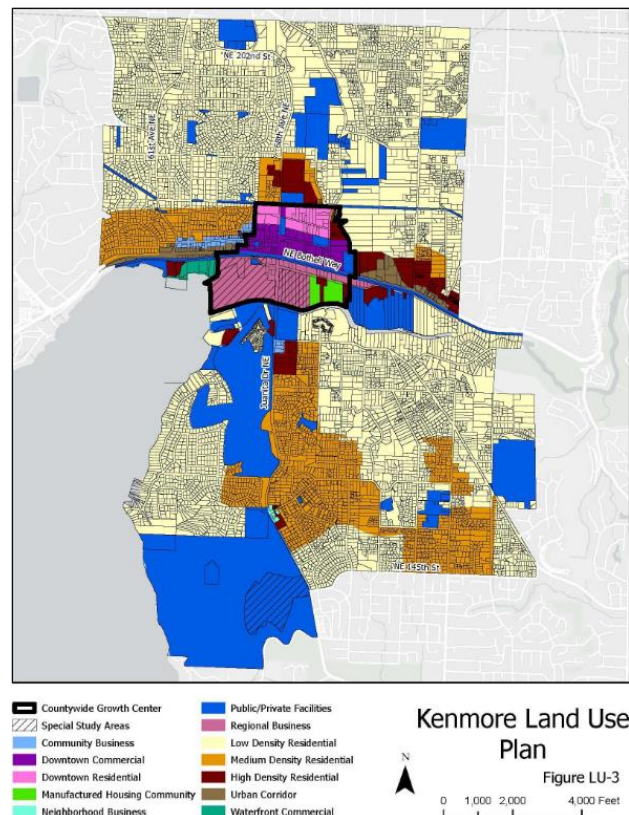 NE 202nd St
61st Ave NE
NE Bothell Way
Juanita Dr NE
NE 145th St
Countywide Growth Center
Special Study Areas
Community Business
Downtown Commercial
Downtown Residential
Manufactured Housing Community
Neighborhood Business
Public/Private Facilities
Regional Business
Low Density Residential
Medium Density Residential
High Density Residential
Urban Corridor
Waterfront Commercial
Kenmore Land Use
Plan
Figure LU-3
N
0 1,000 2,000 4,000 Feet